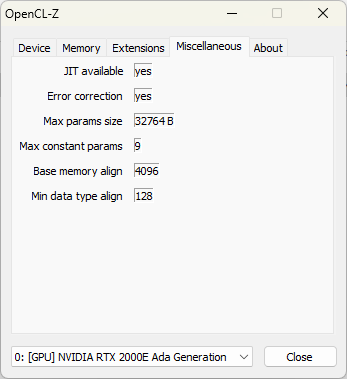 OpenCL-Z
Device Memory Extensions Miscellaneous About
JIT available yes
Error correction yes
Max params size 32764 B
Max constant params 9
Base memory align 4096
Min data type align 128
0: [GPU] NVIDIA RTX 2000E Ada Generation Close